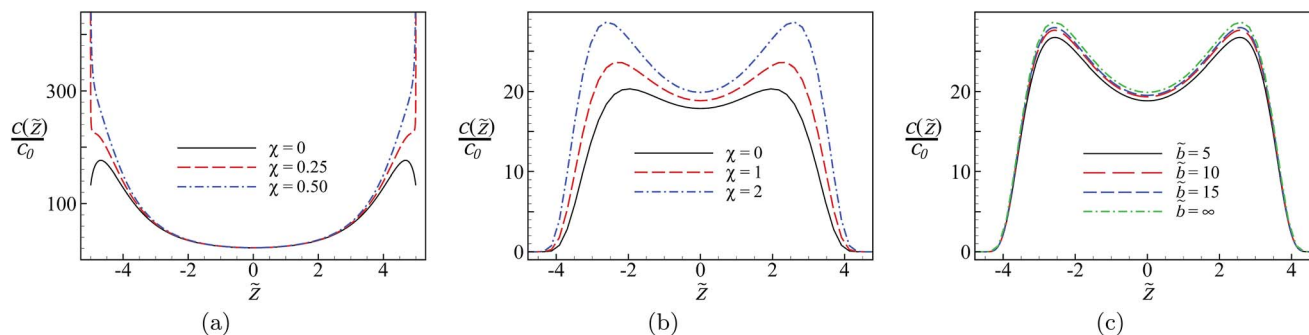 300
100
c(Z̃)
c₀
χ = 0
χ = 0.25
χ = 0.50
-4 -2 0 2 4
Z̃
(a)
20
10
0
c(Z̃)
c₀
χ = 0
χ = 1
χ = 2
-4 -2 0 2 4
Z̃
(b)
20
10
0
c(Z̃)
c₀
b̃ = 5
b̃ = 10
b̃ = 15
b̃ = ∞
-4 -2 0 2 4
Z̃
(c)